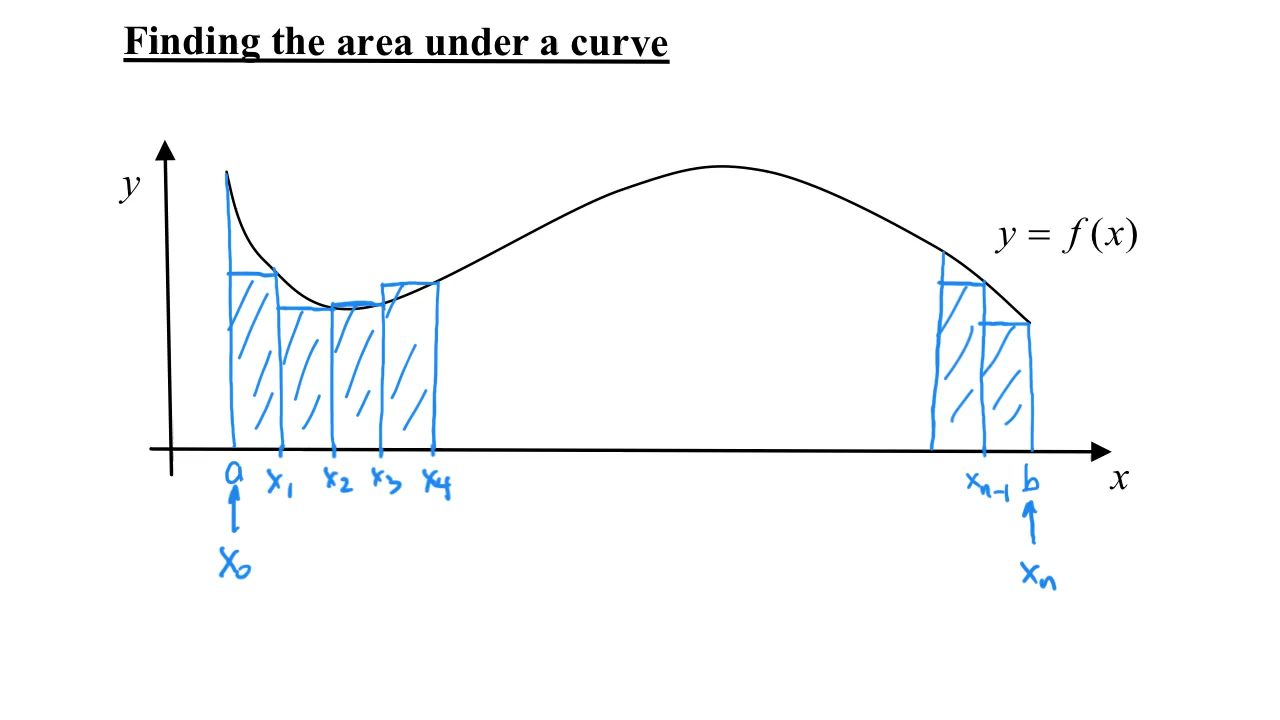 Finding the area under a curve
y
y = f(x)
a x₁ x₂ x₃ x₄ xₙ₋₁ b x
x₀ xₙ